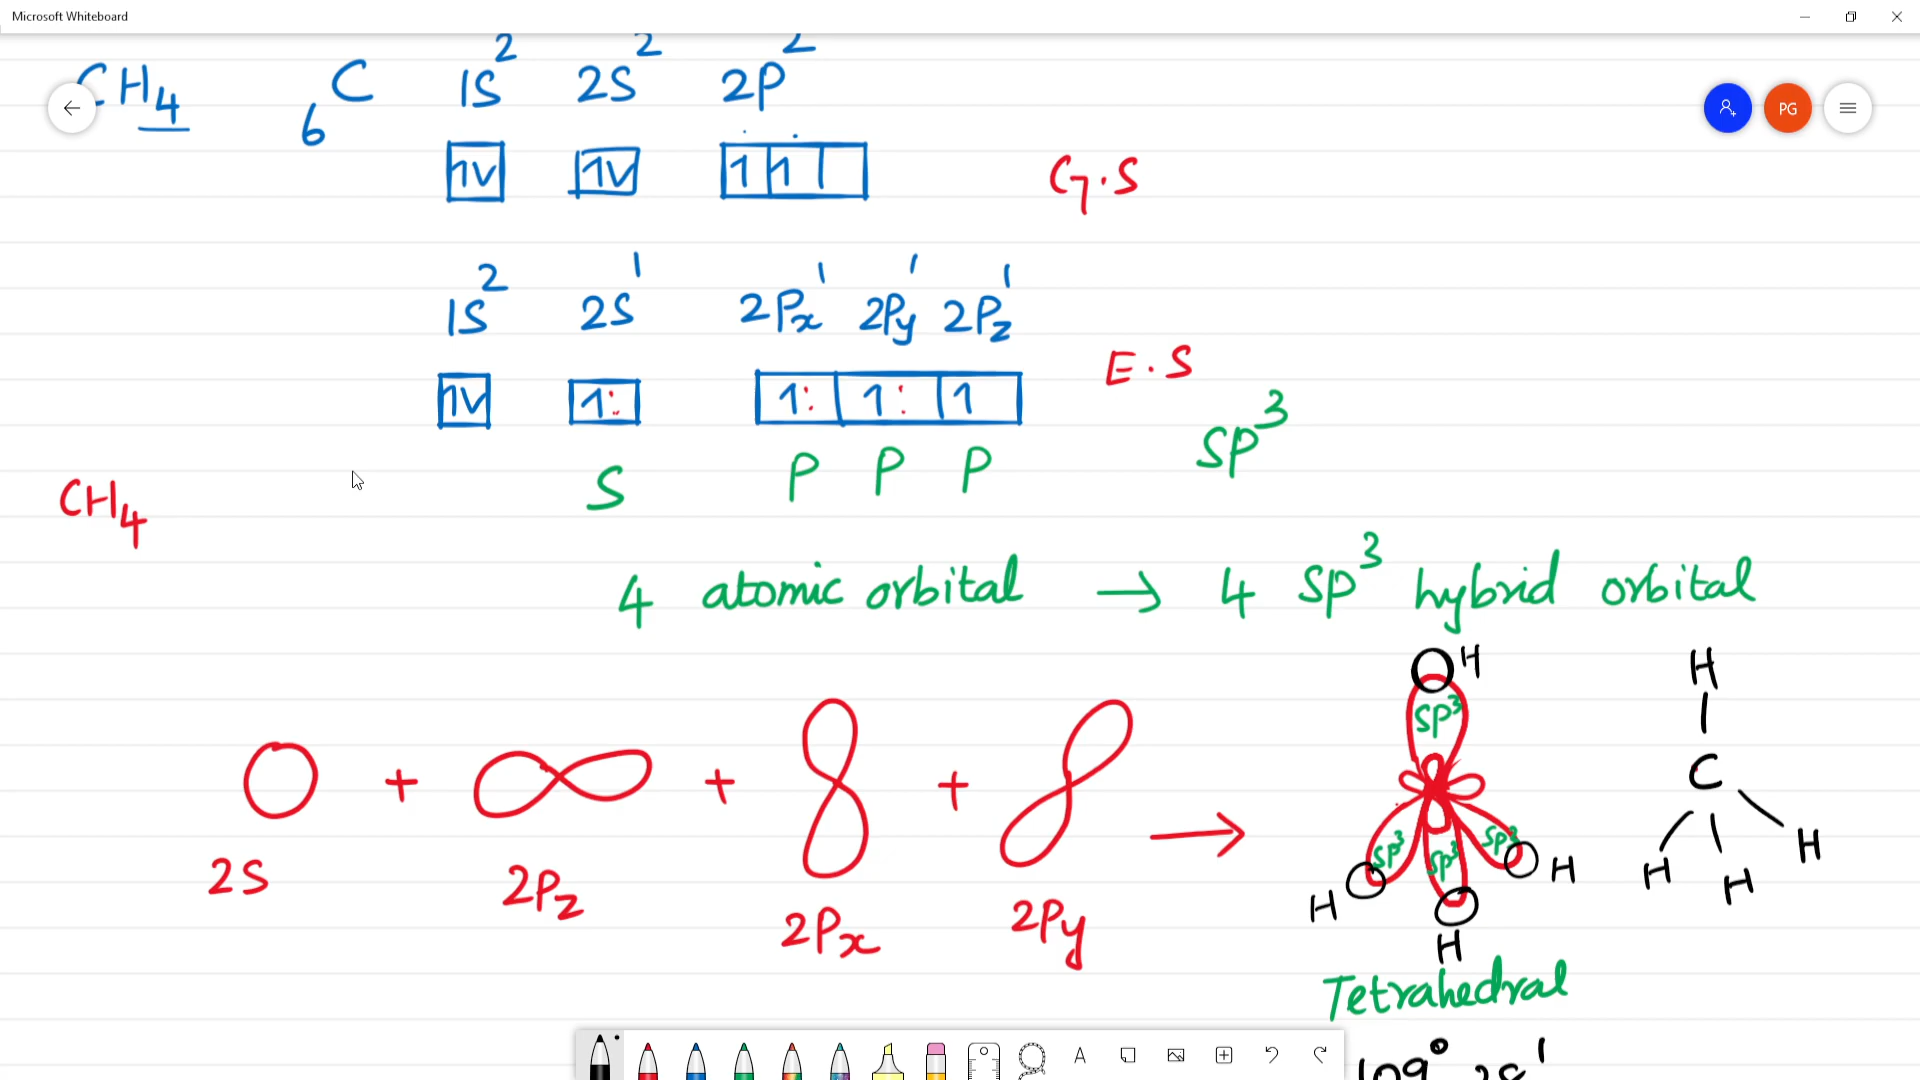 Microsoft Whiteboard
CH4 6C 1S² 2S² 2P²
1v 1v 1 1 G.S
PG
1S² 2S¹ 2Px¹ 2Py¹ 2Pz¹
1v 1: 1: 1: 1 E.S
S P P P SP³
CH4
4 atomic orbital → 4 SP³ hybrid orbital
H H
SP³
+ + + → C
SP³ SP³ SP³
2S 2Pz 2Px 2Py H H H H H H
Tetrahedral
109° 28'
A